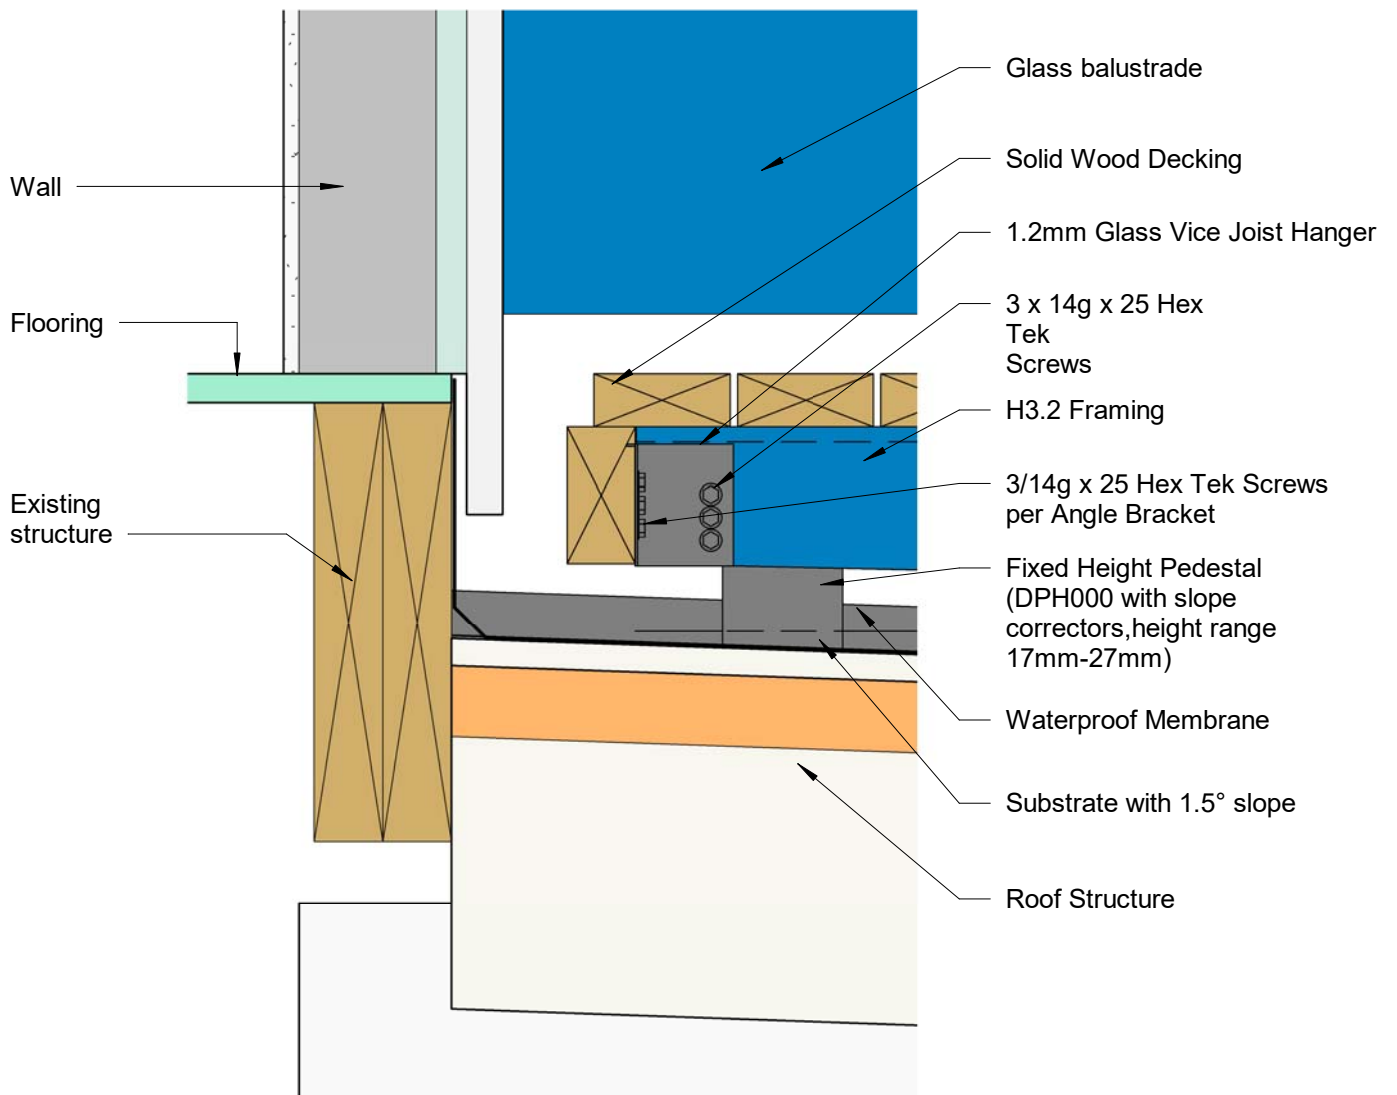 Wall
Flooring
Existing
structure
Glass balustrade
Solid Wood Decking
1.2mm Glass Vice Joist Hanger
3 x 14g x 25 Hex
Tek
Screws
H3.2 Framing
3/14g x 25 Hex Tek Screws
per Angle Bracket
Fixed Height Pedestal
(DPH000 with slope
correctors,height range
17mm-27mm)
Waterproof Membrane
Substrate with 1.5° slope
Roof Structure